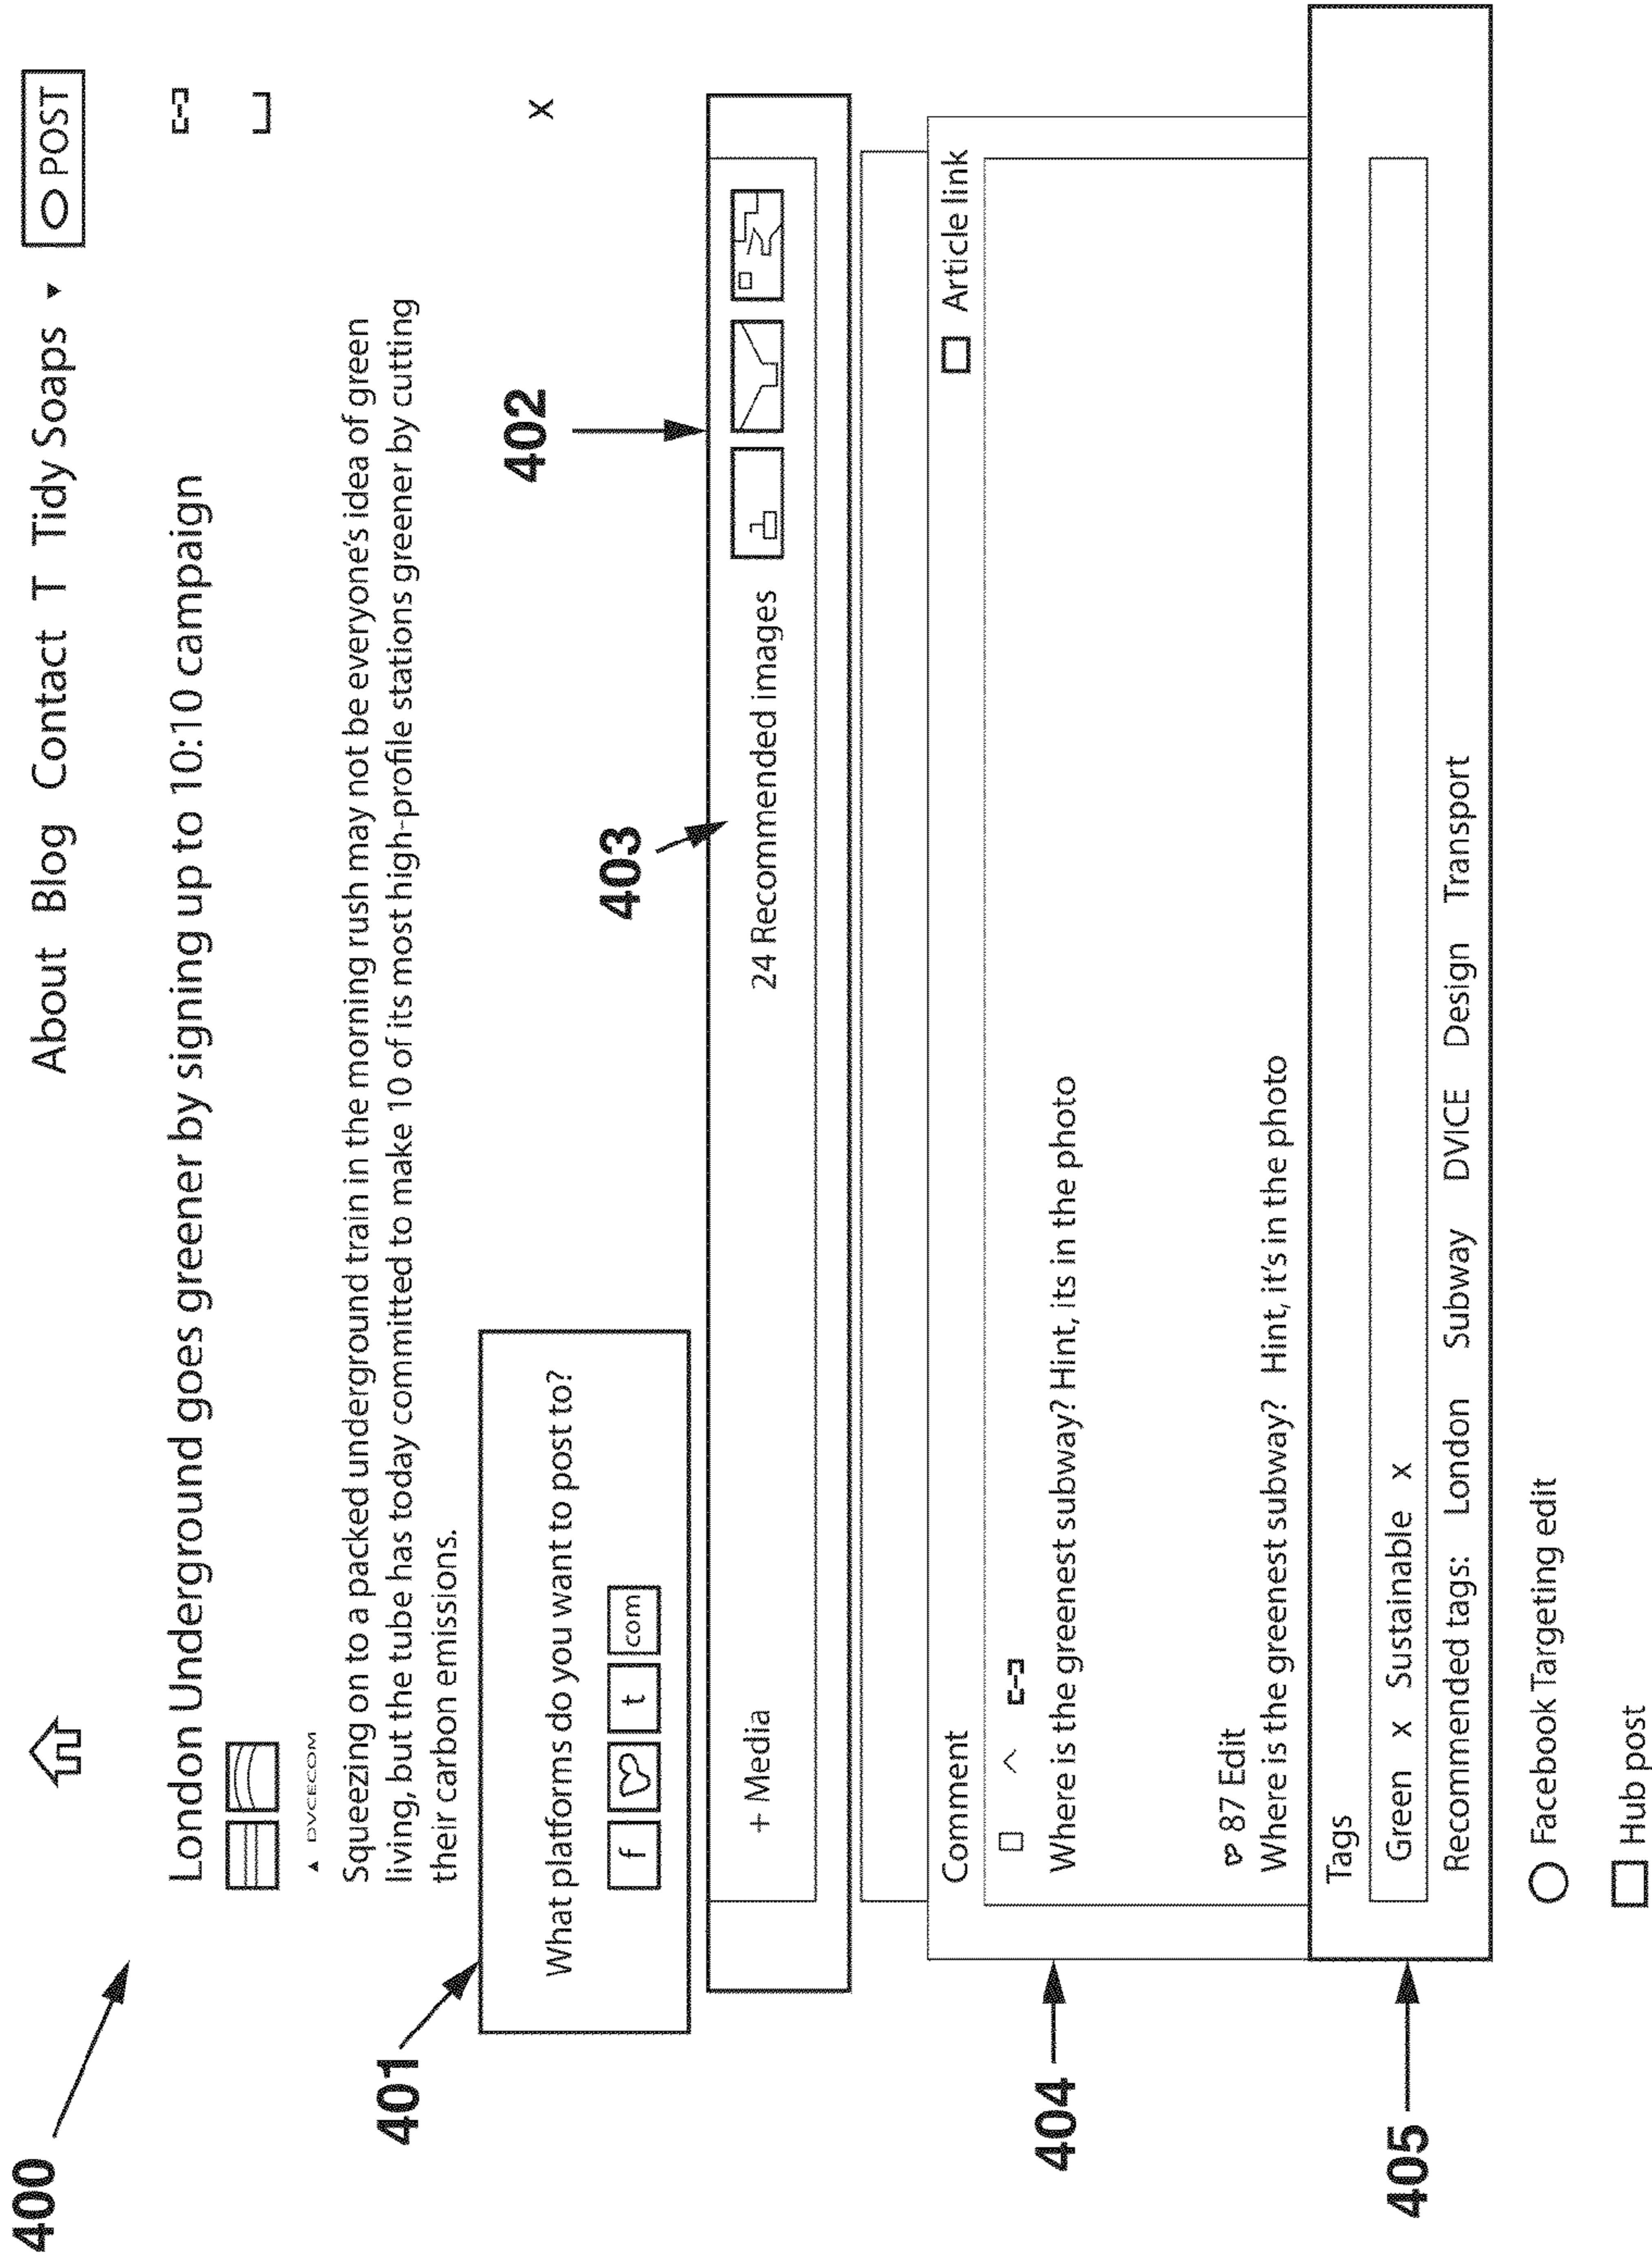 400
About Blog Contact T Tidy Soaps ▾ POST
London Underground goes greener by signing up to 10:10 campaign
▲ DVCECOM
Squeezing on to a packed underground train in the morning rush may not be everyone's idea of green
living, but the tube has today committed to make 10 of its most high-profile stations greener by cutting
their carbon emissions.
X
401
What platforms do you want to post to?
f t com
402
403
+ Media 24 Recommended images
404
Comment Article link
Where is the greenest subway? Hint, its in the photo
87 Edit
Where is the greenest subway? Hint, it's in the photo
405
Tags
Green x Sustainable x
Recommended tags: London Subway DVICE Design Transport
Facebook Targeting edit
Hub post